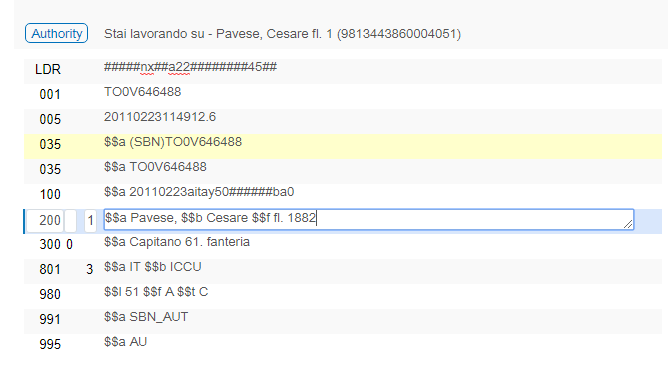 Authority Stai lavorando su - Pavese, Cesare fl. 1 (9813443860004051)
LDR #####nx##a22########45##
001 TO0V646488
005 20110223114912.6
035 $$a (SBN)TO0V646488
035 $$a TO0V646488
100 $$a 20110223aitay50######ba0
200 1 $$a Pavese, $$b Cesare $$f fl. 1882
300 0 $$a Capitano 61. fanteria
801 3 $$a IT $$b ICCU
980 $$l 51 $$f A $$t C
991 $$a SBN_AUT
995 $$a AU